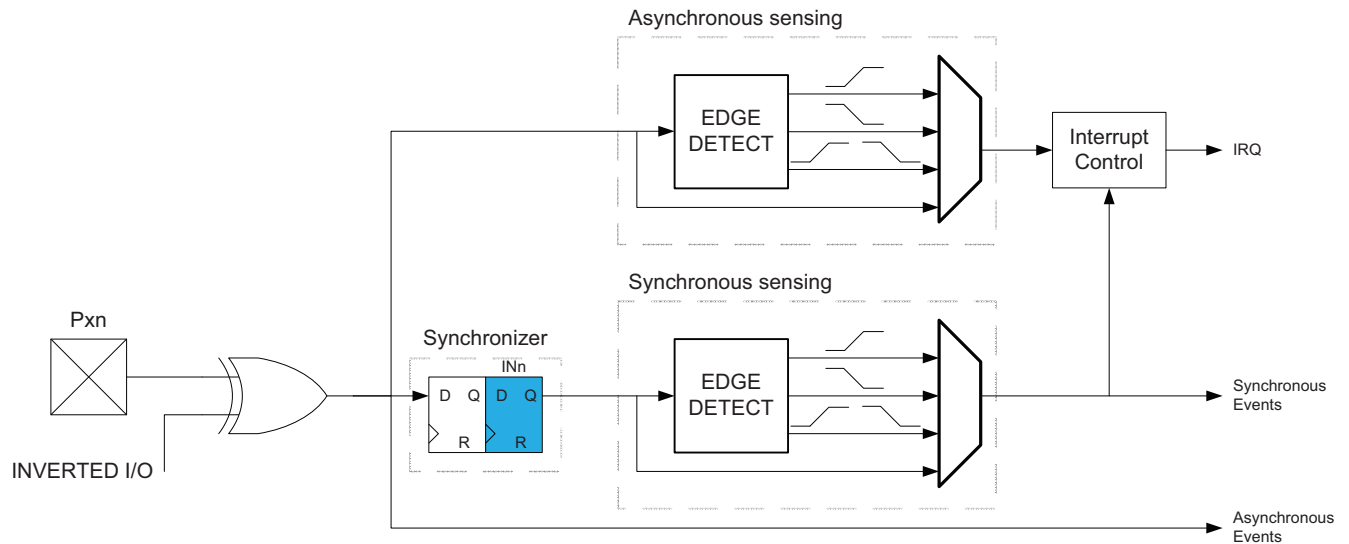 Asynchronous sensing
EDGE
DETECT
Interrupt
Control
IRQ
Synchronous sensing
Pxn
Synchronizer
INn
EDGE
DETECT
D Q D Q
R R
Synchronous
Events
INVERTED I/O
Asynchronous
Events